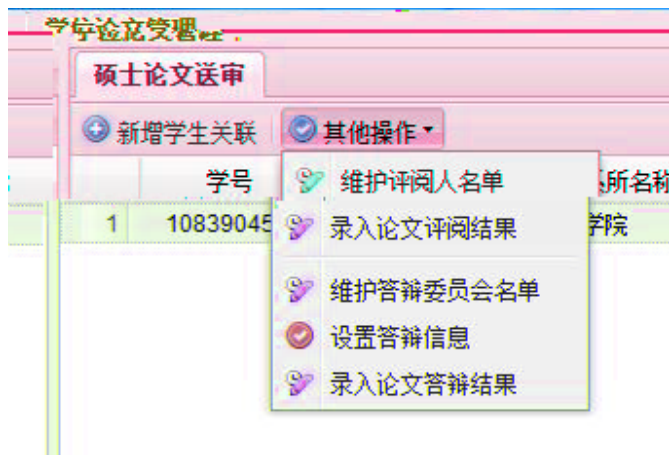 学位论文管理
硕士论文送审
新增学生关联 其他操作
学号 所名称
1 10839045 学院
维护评阅人名单
录入论文评阅结果
维护答辩委员会名单
设置答辩信息
录入论文答辩结果